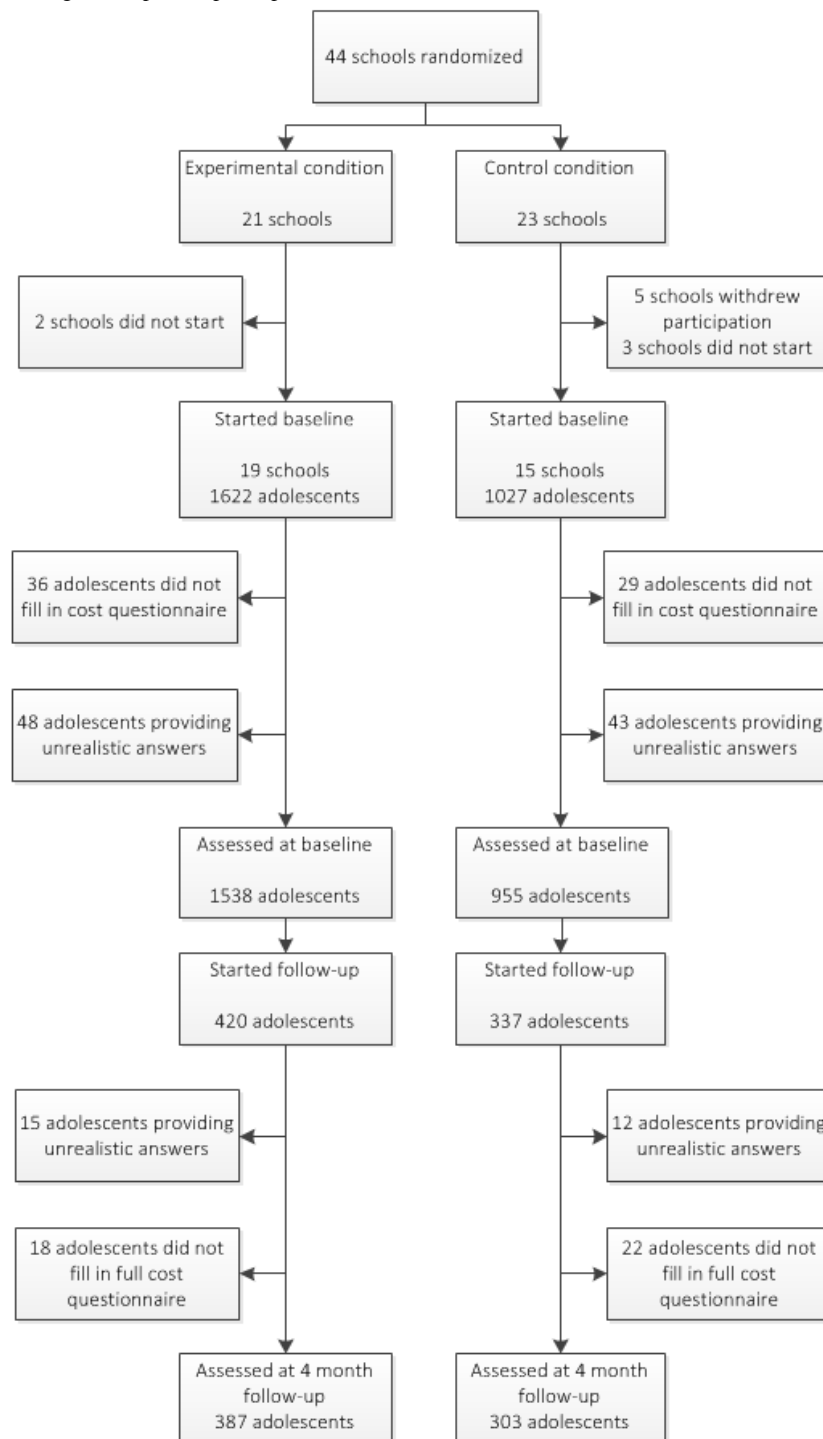 44 schools randomized
Experimental condition
21 schools
Control condition
23 schools
2 schools did not start
5 schools withdrew
participation
3 schools did not start
Started baseline
19 schools
1622 adolescents
Started baseline
15 schools
1027 adolescents
36 adolescents did not
fill in cost questionnaire
29 adolescents did not
fill in cost questionnaire
48 adolescents providing
unrealistic answers
43 adolescents providing
unrealistic answers
Assessed at baseline
1538 adolescents
Assessed at baseline
955 adolescents
Started follow-up
420 adolescents
Started follow-up
337 adolescents
15 adolescents providing
unrealistic answers
12 adolescents providing
unrealistic answers
18 adolescents did not
fill in full cost
questionnaire
22 adolescents did not
fill in full cost
questionnaire
Assessed at 4 month
follow-up
387 adolescents
Assessed at 4 month
follow-up
303 adolescents